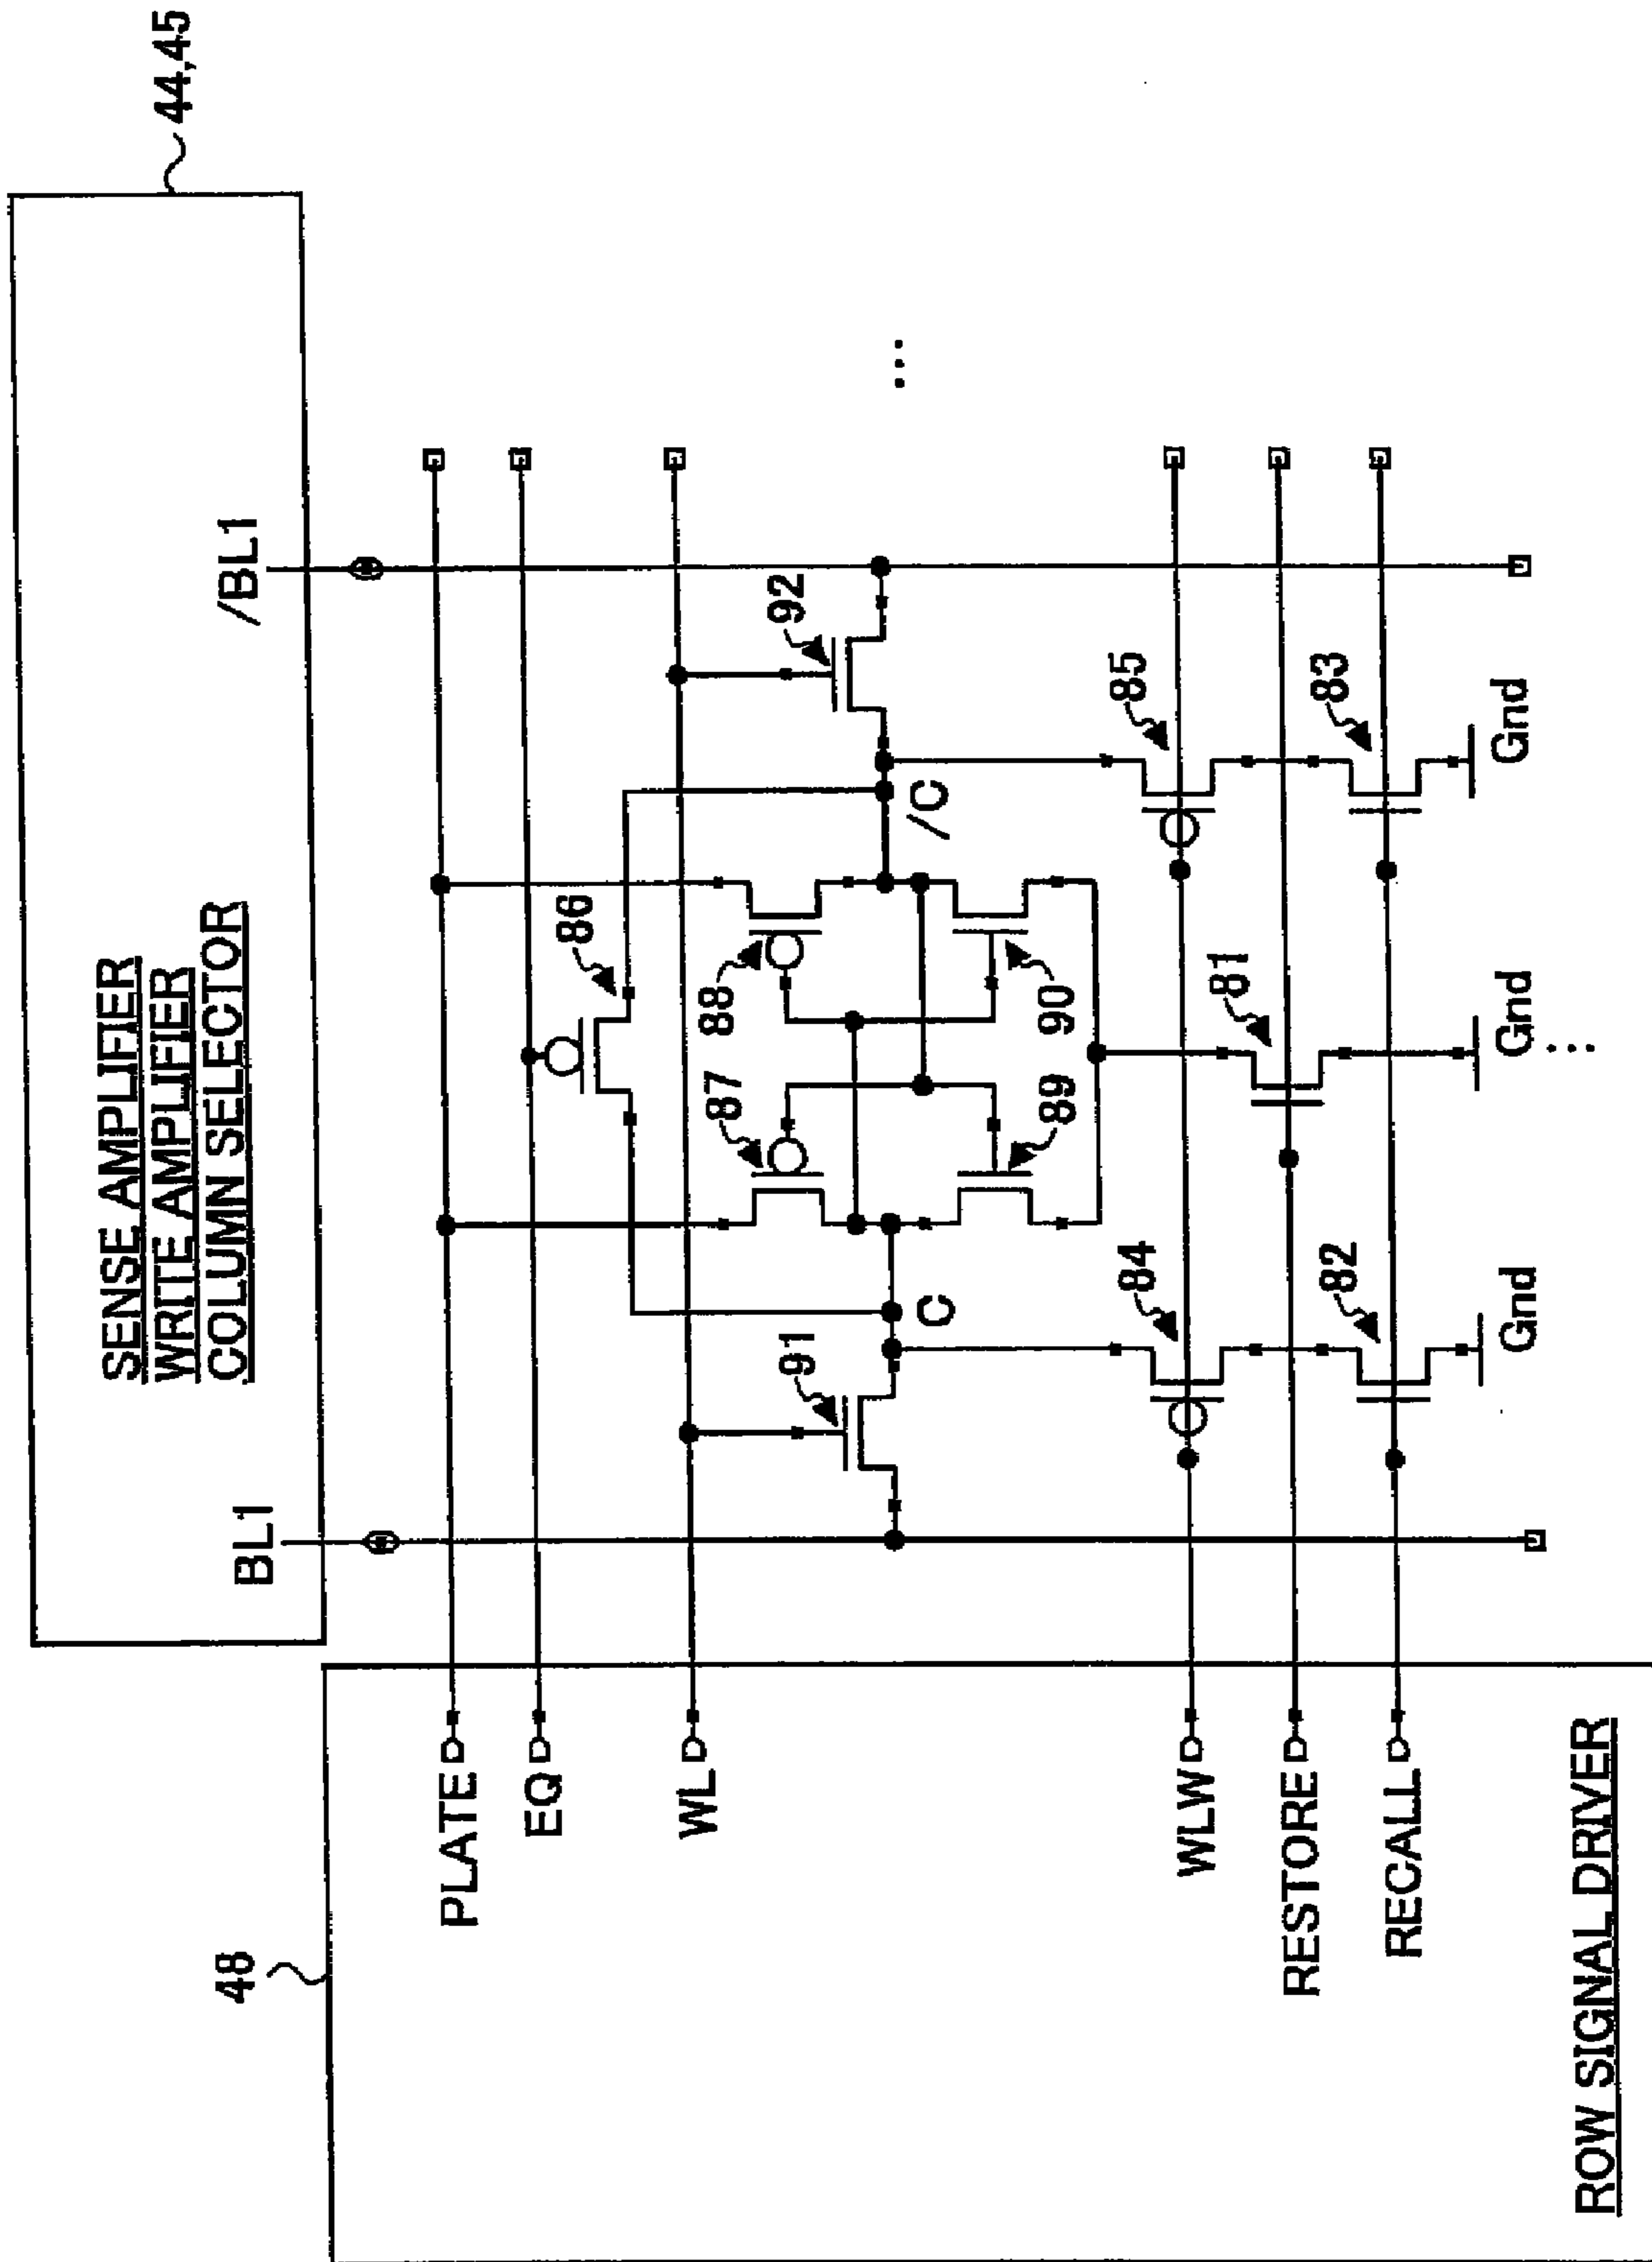 44,45
SENSE AMPLIFIER
WRITE AMPLIFIER
COLUMN SELECTOR
BL1
/BL1
48
PLATE
EQ
86
WL
87
88
91
92
C
/C
...
89
90
WLW
84
85
RESTORE
81
RECALL
82
83
Gnd
Gnd
Gnd
...
ROW SIGNAL DRIVER